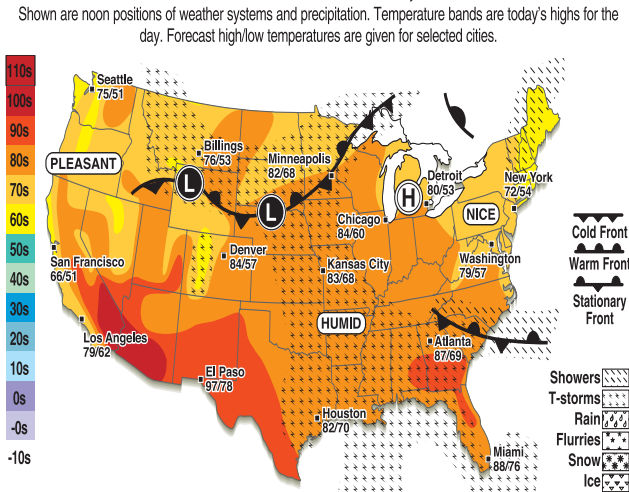 Shown are noon positions of weather systems and precipitation. Temperature bands are today's highs for the
day. Forecast high/low temperatures are given for selected cities.
110s
100s
90s
80s
70s
60s
50s
40s
30s
20s
10s
0s
-0s
-10s
Seattle
75/51
PLEASANT
Billings
76/53
Minneapolis
82/68
L
L
H
Detroit
80/53
New York
72/54
NICE
Chicago
84/60
San Francisco
66/51
Denver
84/57
Kansas City
83/68
Washington
79/57
HUMID
Los Angeles
79/62
El Paso
97/78
Atlanta
87/69
Houston
82/70
Miami
88/76
Cold Front
Warm Front
Stationary
Front
Showers
T-storms
Rain
Flurries
Snow
Ice